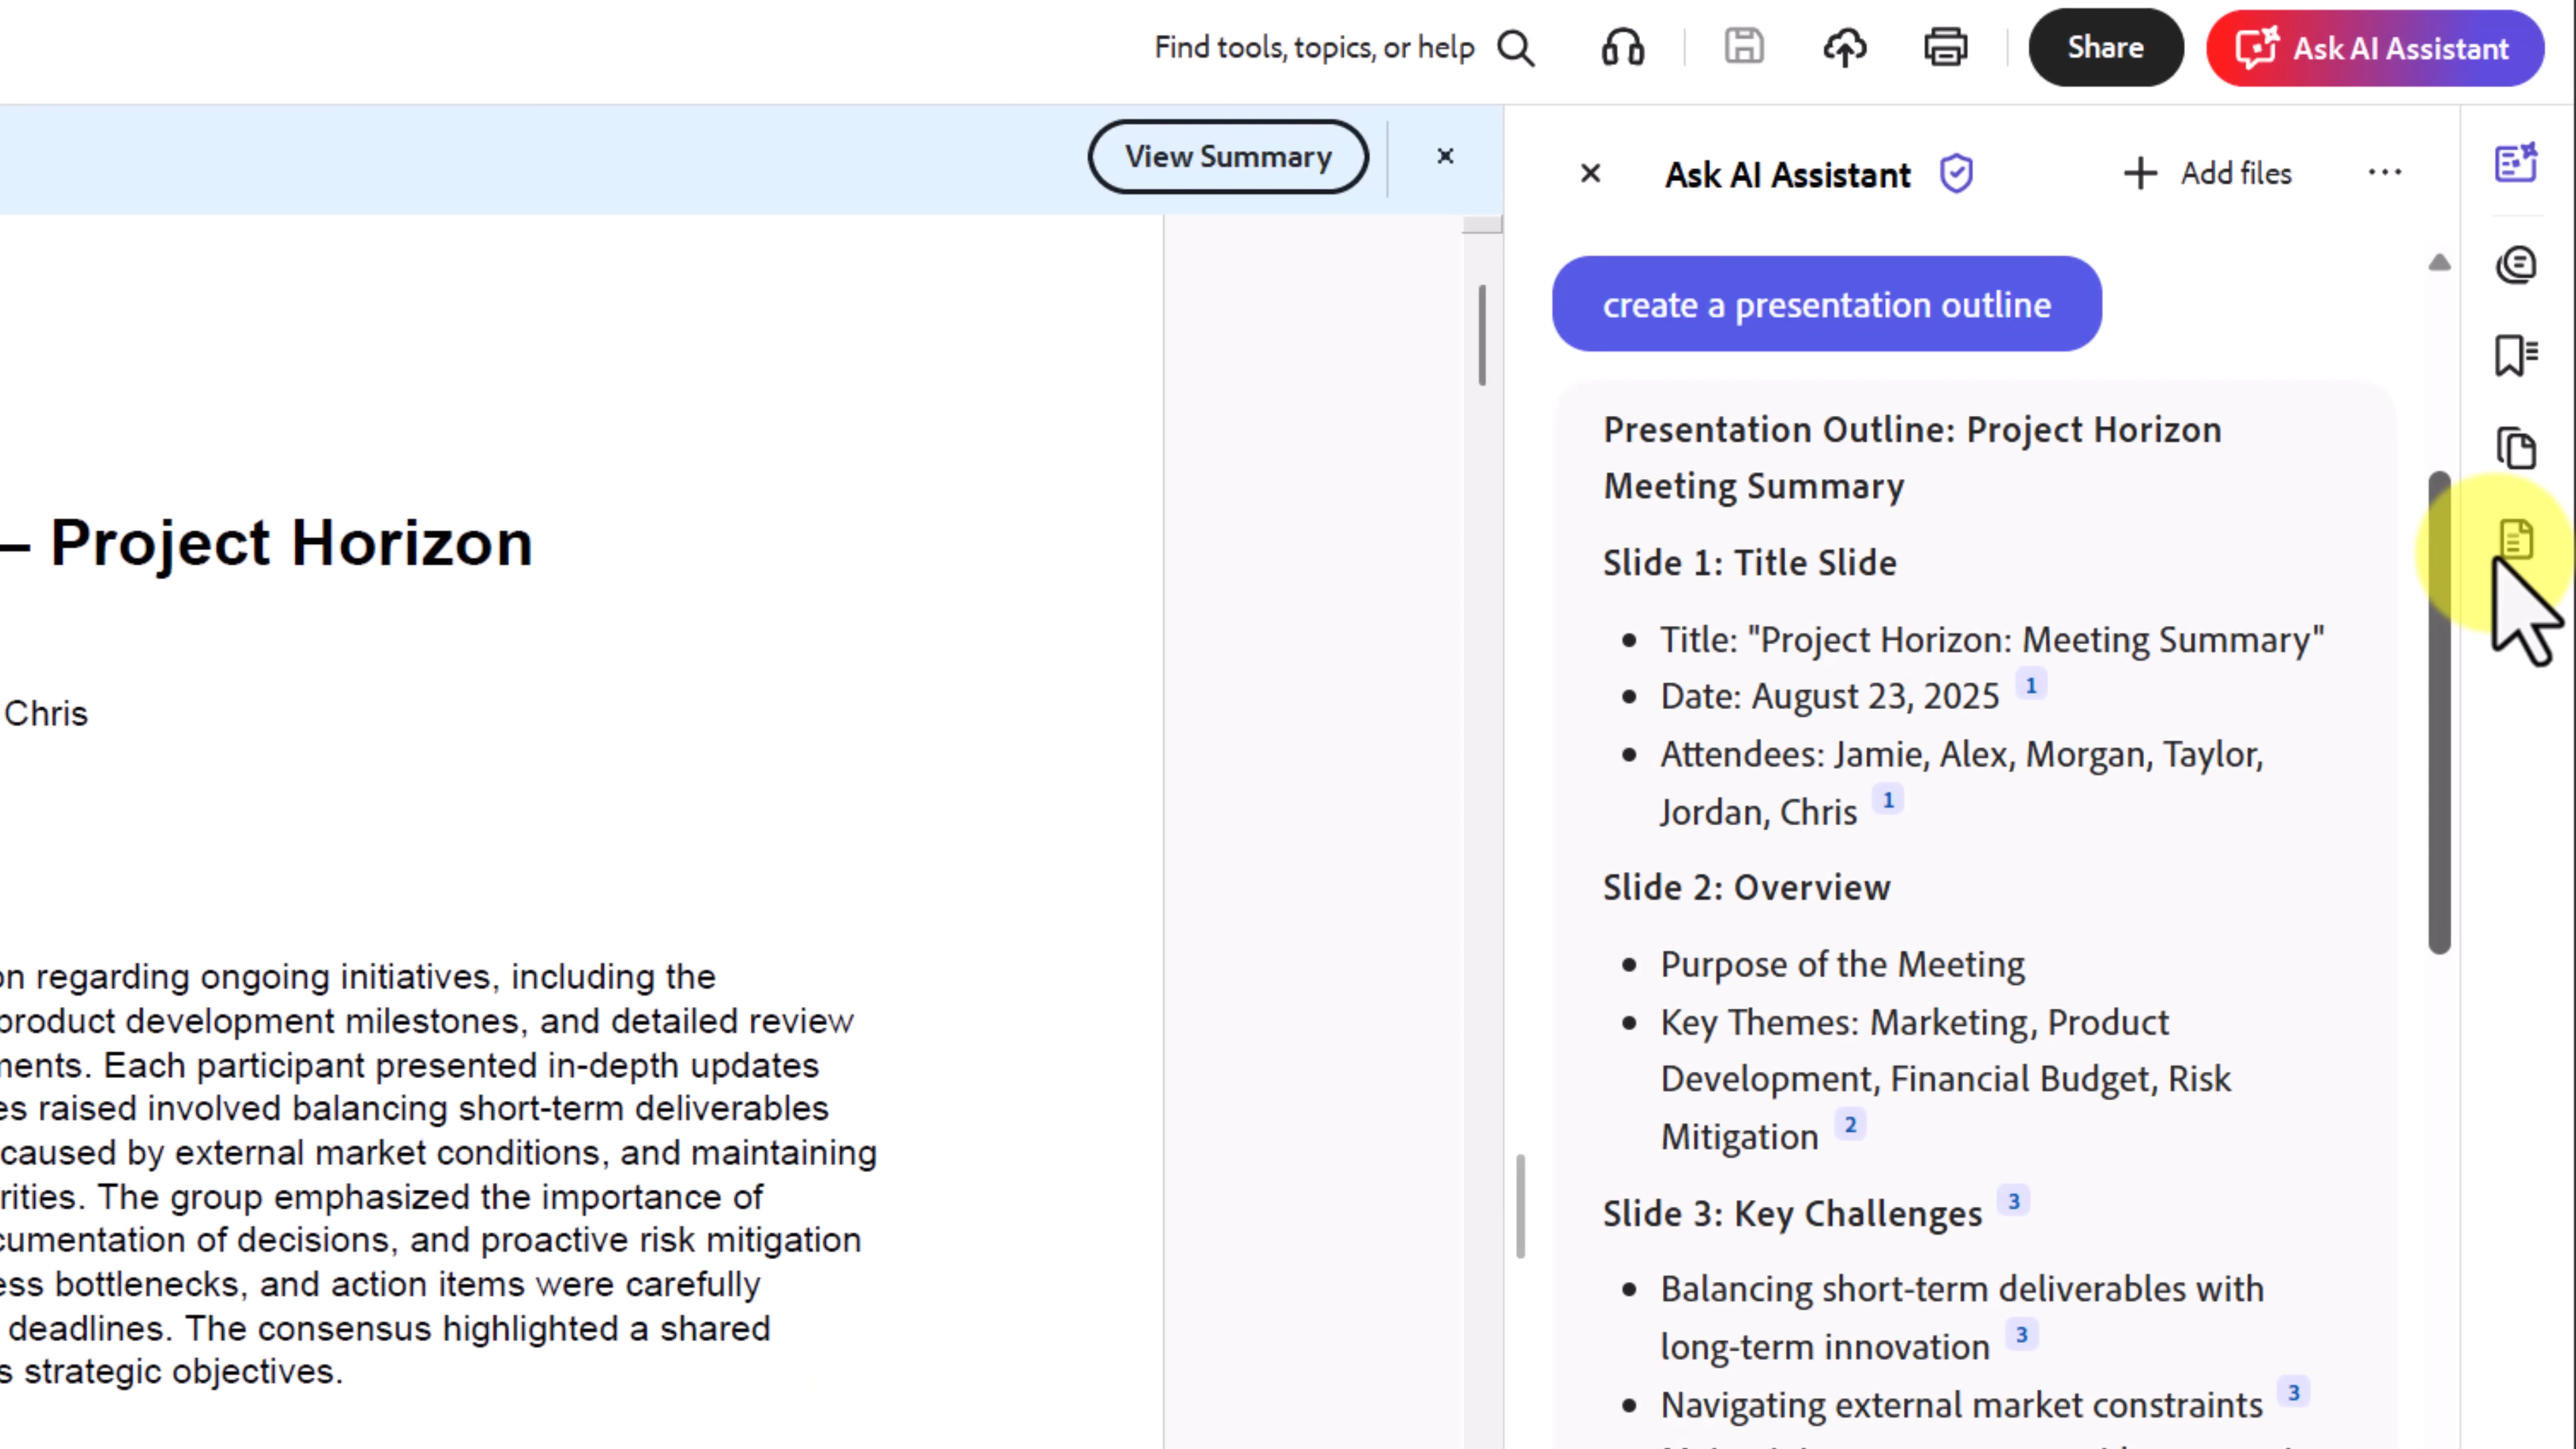 Find tools, topics, or help
Share
Ask AI Assistant
View Summary
– Project Horizon
Chris
regarding ongoing initiatives, including the
product development milestones, and detailed review
Each participant presented in-depth updates
raised involved balancing short-term deliverables
caused by external market conditions, and maintaining
The group emphasized the importance of
of decisions, and proactive risk mitigation
bottlenecks, and action items were carefully
deadlines. The consensus highlighted a shared
strategic objectives.
Ask AI Assistant
Add files
create a presentation outline
Presentation Outline: Project Horizon
Meeting Summary
Slide 1: Title Slide
• Title: "Project Horizon: Meeting Summary"
• Date: August 23, 2025 1
• Attendees: Jamie, Alex, Morgan, Taylor,
Jordan, Chris 1
Slide 2: Overview
• Purpose of the Meeting
• Key Themes: Marketing, Product
Development, Financial Budget, Risk
Mitigation 2
Slide 3: Key Challenges 3
• Balancing short-term deliverables with
long-term innovation 3
• Navigating external market constraints 3